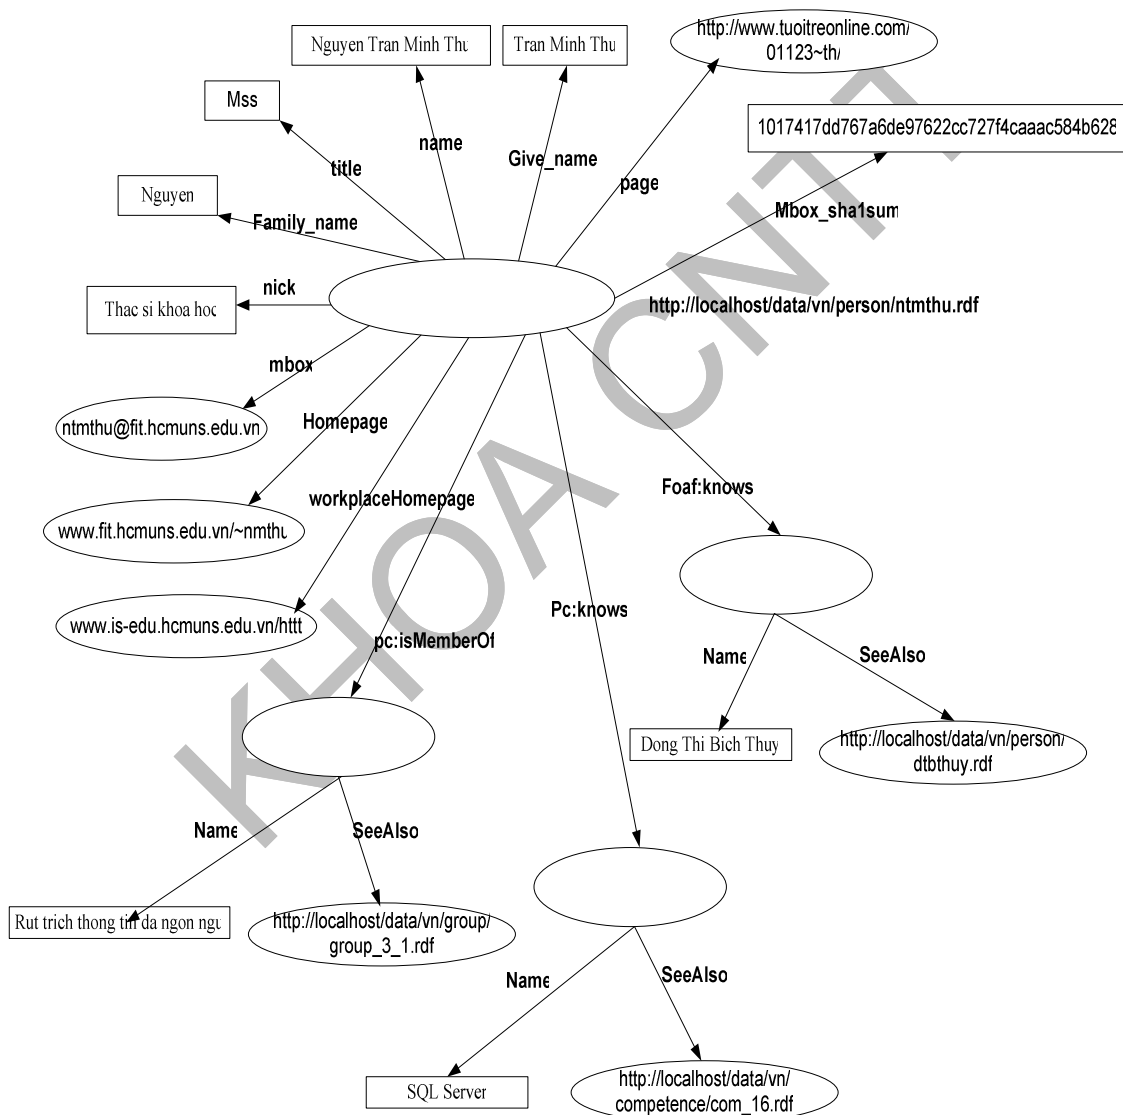 http://www.tuoitreonline.com/
01123~th/
Nguyen Tran Minh Thu
Tran Minh Thu
Mss
1017417dd767a6de97622cc727f4caaac584b628
name
Give_name
title
page
Nguyen
Family_name
Mbox_sha1sum
nick
Thac si khoa hoc
http://localhost/data/vn/person/ntmthu.rdf
mbox
ntmthu@fit.hcmuns.edu.vn
Homepage
Foaf:knows
workplaceHomepage
www.fit.hcmuns.edu.vn/~nmthu
Pc:knows
www.is-edu.hcmuns.edu.vn/httt
pc:isMemberOf
Name
SeeAlso
Dong Thi Bich Thuy
http://localhost/data/vn/person/
dtbthuy.rdf
Name
SeeAlso
Rut trich thong tin da ngon ngu
http://localhost/data/vn/group/
group_3_1.rdf
Name
SeeAlso
SQL Server
http://localhost/data/vn/
competence/com_16.rdf
KHOA CNTT